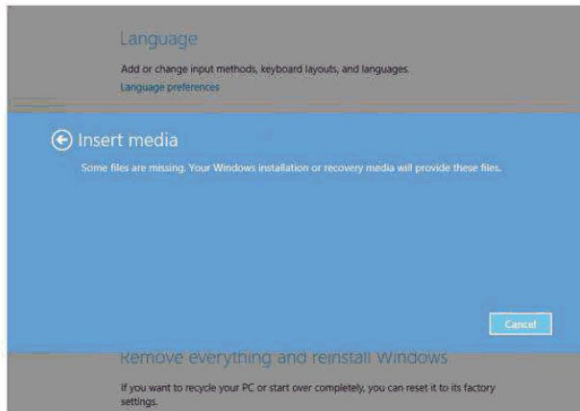 Language
Add or change input methods, keyboard layouts, and languages.
Language preferences
Insert media
Some files are missing. Your Windows installation or recovery media will provide these files.
Cancel
Remove everything and reinstall Windows
If you want to recycle your PC or start over completely, you can reset it to its factory
settings.